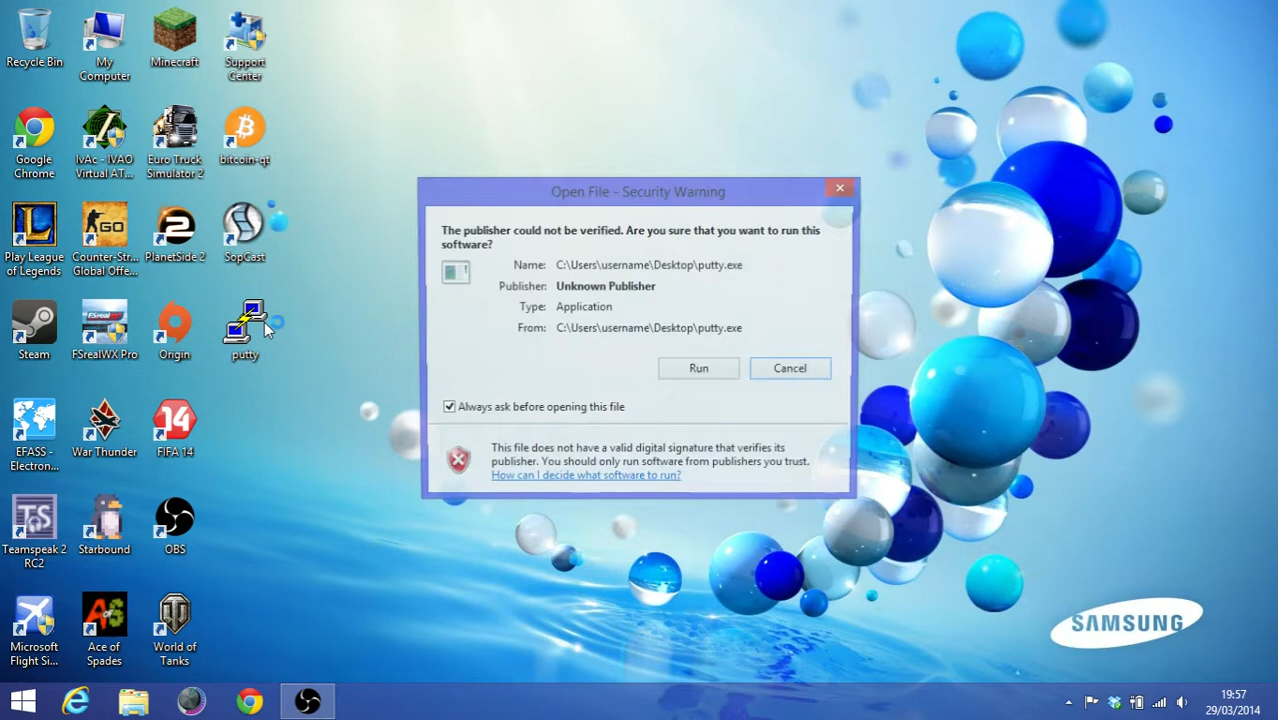 Recycle Bin
My
Computer
Minecraft
Support
Center
Google
Chrome
IvAc - IVAO
Virtual AT...
Euro Truck
Simulator 2
bitcoin-qt
Play League
of Legends
Counter-Str...
Global Offe...
PlanetSide 2
SopCast
Steam
FSrealWX Pro
Origin
putty
EFASS -
Electron...
War Thunder
FIFA 14
Teamspeak 2
RC2
Starbound
OBS
Microsoft
Flight Si...
Ace of
Spades
World of
Tanks
Open File - Security Warning
The publisher could not be verified. Are you sure that you want to run this
software?
Name: C:\Users\username\Desktop\putty.exe
Publisher: Unknown Publisher
Type: Application
From: C:\Users\username\Desktop\putty.exe
Run Cancel
Always ask before opening this file
This file does not have a valid digital signature that verifies its
publisher. You should only run software from publishers you trust.
How can I decide what software to run?
SAMSUNG
19:57
29/03/2014